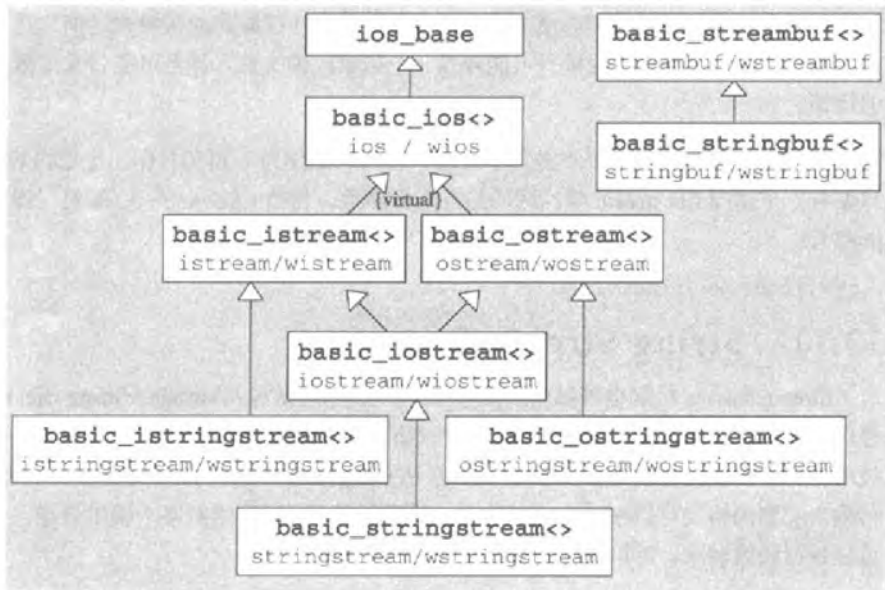 ios_base
basic_streambuf<>
streambuf/wstreambuf
basic_ios<>
ios / wios
basic_stringbuf<>
stringbuf/wstringbuf
{virtual}
basic_istream<>
istream/wistream
basic_ostream<>
ostream/wostream
basic_iostream<>
iostream/wiostream
basic_istringstream<>
istringstream/wstringstream
basic_ostringstream<>
ostringstream/wostringstream
basic_stringstream<>
stringstream/wstringstream